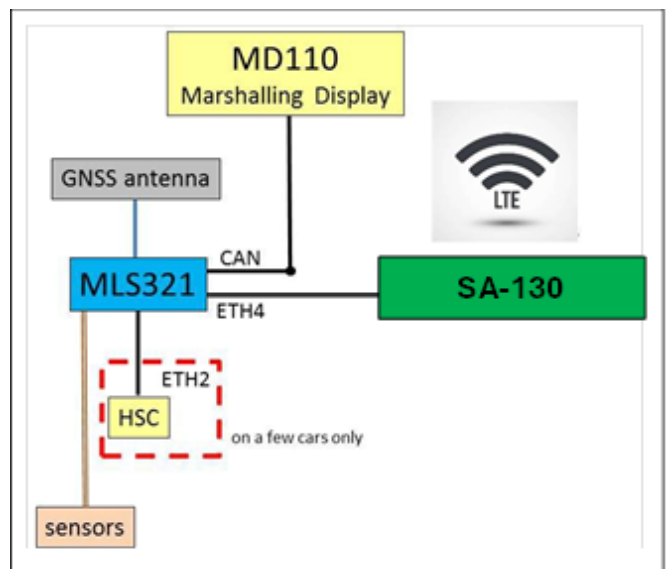 MD110
Marshalling Display
GNSS antenna
LTE
CAN
MLS321
SA-130
ETH4
ETH2
HSC
on a few cars only
sensors